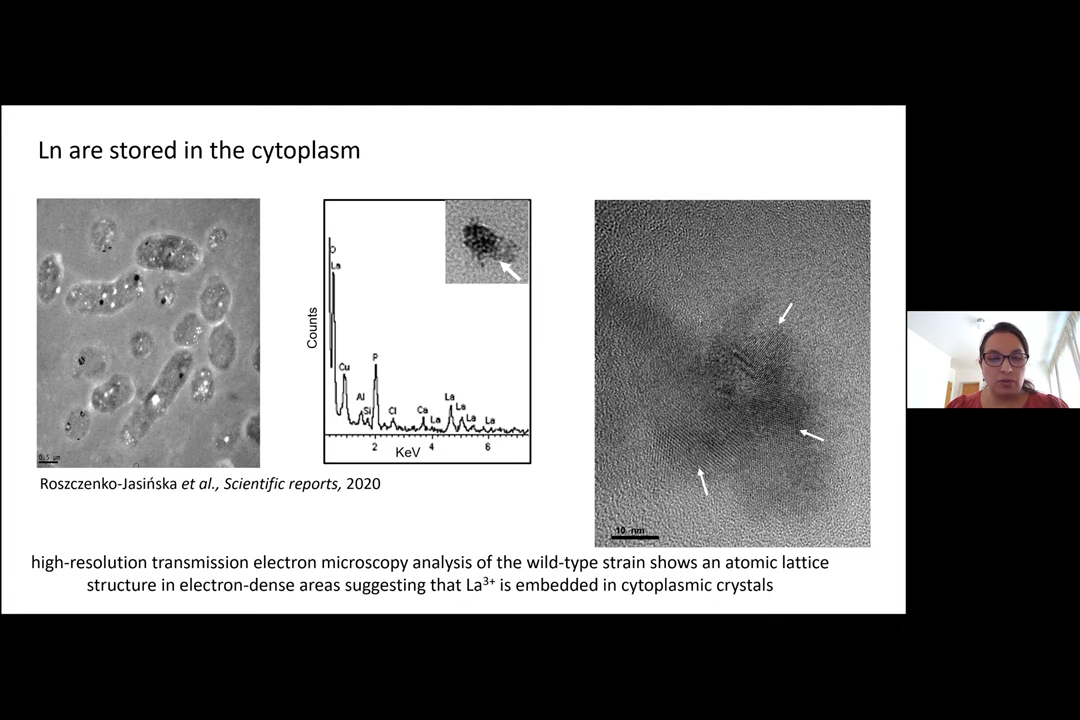 Ln are stored in the cytoplasm
0.5 µm
Counts
O
La
Cu
Al
Si
P
Cl
Ca
La
La
La
La
La
2 4 6
KeV
10 nm
Roszczenko-Jasińska et al., Scientific reports, 2020
high-resolution transmission electron microscopy analysis of the wild-type strain shows an atomic lattice
structure in electron-dense areas suggesting that La³⁺ is embedded in cytoplasmic crystals